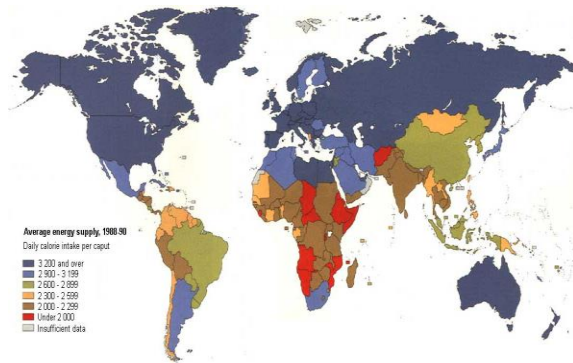 Average energy supply, 1988-90
Daily calorie intake per caput
3 200 and over
2 900 - 3 199
2 600 - 2 899
2 300 - 2 599
2 000 - 2 299
Under 2 000
Insufficient data